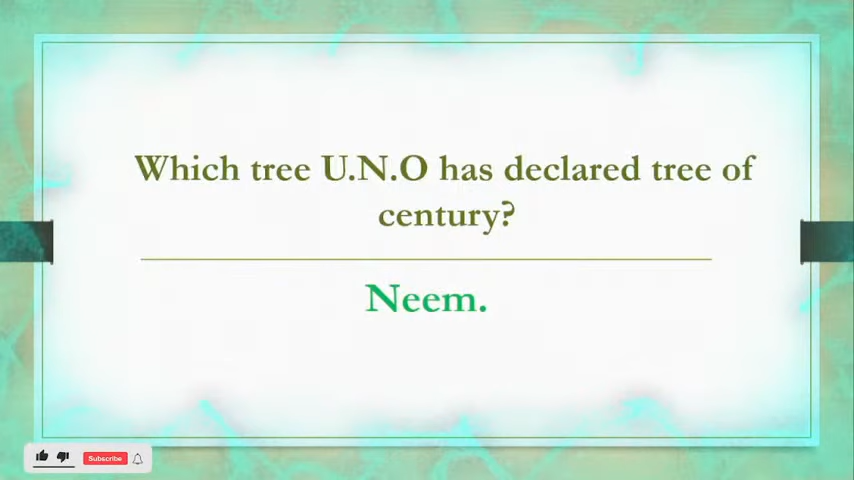 Which tree U.N.O has declared tree of
century?
Neem.
Subscribe